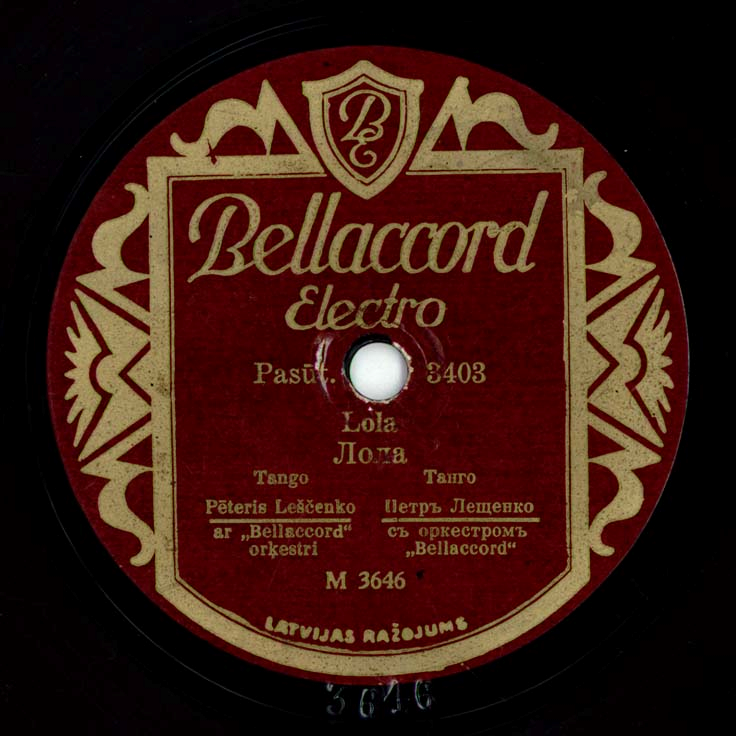 BE
Bellaccord
Electro
Pasūt. 3403
Lola
Лола
Tango Танго
Pēteris Leščenko Петръ Лещенко
ar „Bellaccord“ съ оркестромъ
orķestri „Bellaccord“
M 3646
LATVIJAS RAŽOJUMS
3646